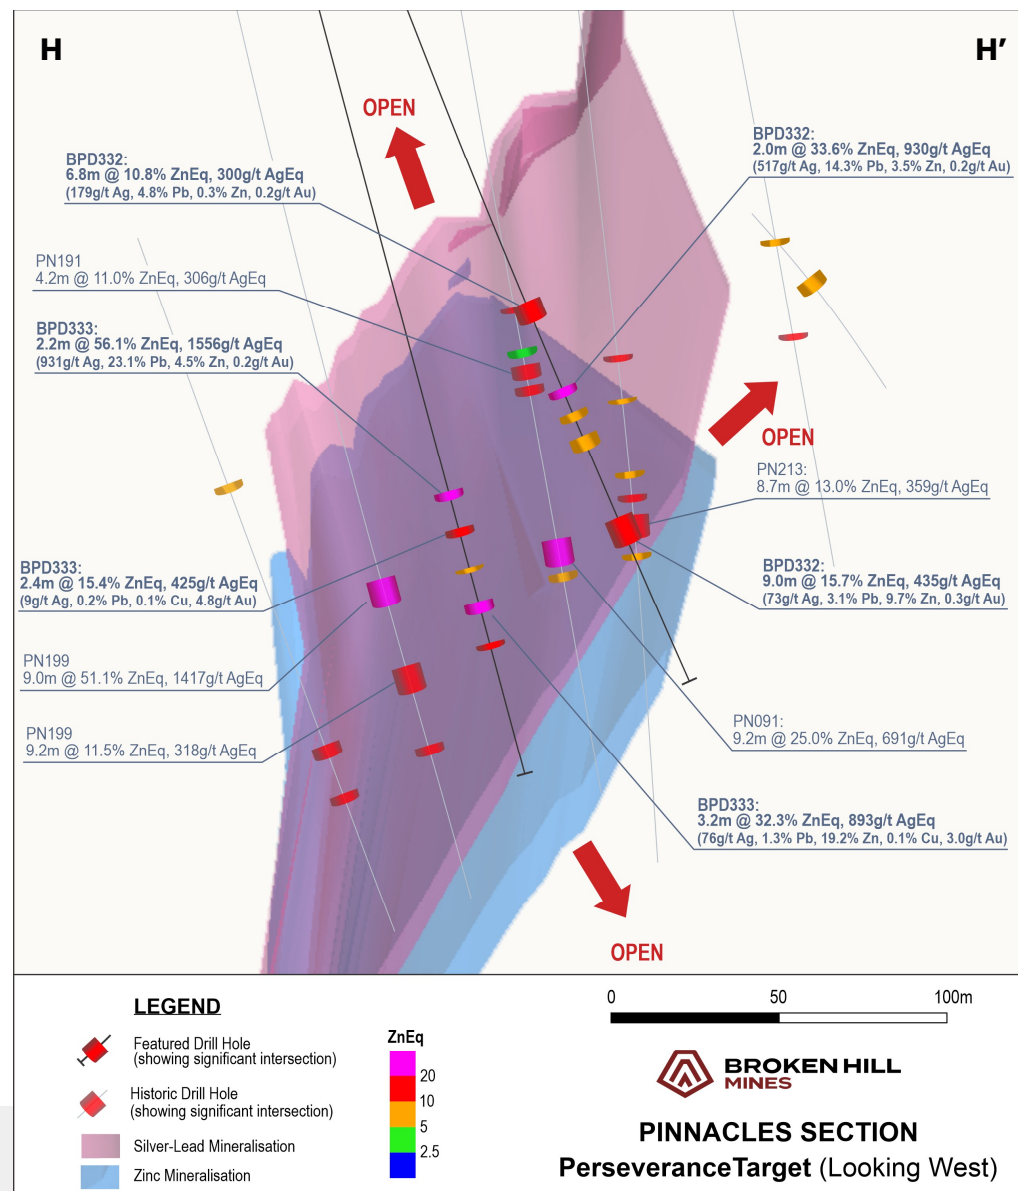 H
H′
OPEN
BPD332:
6.8m @ 10.8% ZnEq, 300g/t AgEq
(179g/t Ag, 4.8% Pb, 0.3% Zn, 0.2g/t Au)
BPD332:
2.0m @ 33.6% ZnEq, 930g/t AgEq
(517g/t Ag, 14.3% Pb, 3.5% Zn, 0.2g/t Au)
PN191
4.2m @ 11.0% ZnEq, 306g/t AgEq
BPD333:
2.2m @ 56.1% ZnEq, 1556g/t AgEq
(931g/t Ag, 23.1% Pb, 4.5% Zn, 0.2g/t Au)
OPEN
PN213:
8.7m @ 13.0% ZnEq, 359g/t AgEq
BPD333:
2.4m @ 15.4% ZnEq, 425g/t AgEq
(9g/t Ag, 0.2% Pb, 0.1% Cu, 4.8g/t Au)
BPD332:
9.0m @ 15.7% ZnEq, 435g/t AgEq
(73g/t Ag, 3.1% Pb, 9.7% Zn, 0.3g/t Au)
PN199
9.0m @ 51.1% ZnEq, 1417g/t AgEq
PN199
9.2m @ 11.5% ZnEq, 318g/t AgEq
PN091:
9.2m @ 25.0% ZnEq, 691g/t AgEq
BPD333:
3.2m @ 32.3% ZnEq, 893g/t AgEq
(76g/t Ag, 1.3% Pb, 19.2% Zn, 0.1% Cu, 3.0g/t Au)
OPEN
LEGEND
Featured Drill Hole
(showing significant intersection)
Historic Drill Hole
(showing significant intersection)
Silver-Lead Mineralisation
Zinc Mineralisation
ZnEq
20
10
5
2.5
0 50 100m
BROKEN HILL
MINES
PINNACLES SECTION
PerseveranceTarget (Looking West)